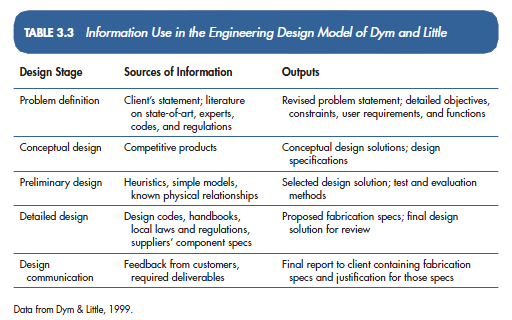 TABLE 3.3 Information Use in the Engineering Design Model of Dym and Little
Design Stage Sources of Information Outputs
Problem definition Client's statement; literature Revised problem statement; detailed objectives,
on state-of-art, experts, constraints, user requirements, and functions
codes, and regulations
Conceptual design Competitive products Conceptual design solutions; design
specifications
Preliminary design Heuristics, simple models, Selected design solution; test and evaluation
known physical relationships methods
Detailed design Design codes, handbooks, Proposed fabrication specs; final design
local laws and regulations, solution for review
suppliers' component specs
Design Feedback from customers, Final report to client containing fabrication
communication required deliverables specs and justification for those specs
Data from Dym & Little, 1999.